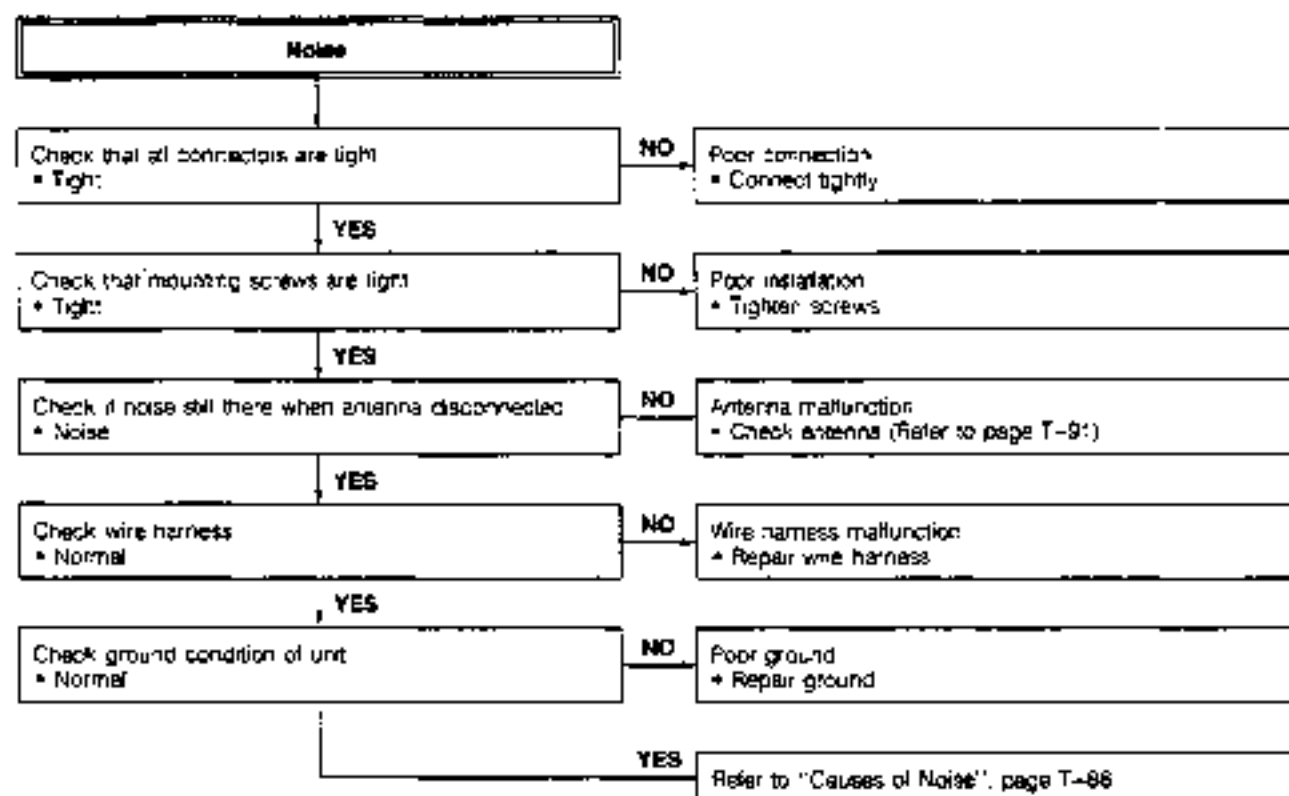 Noise
Check that all connectors are tight
• Tight
NO
Poor connection
• Connect tightly
YES
Check that mounting screws are tight
• Tight
NO
Poor installation
• Tighten screws
YES
Check if noise still there when antenna disconnected
• Noise
NO
Antenna malfunction
• Check antenna (Refer to page T–91)
YES
Check wire harness
• Normal
NO
Wire harness malfunction
• Repair wire harness
YES
Check ground condition of unit
• Normal
NO
Poor ground
• Repair ground
YES
Refer to "Causes of Noise", page